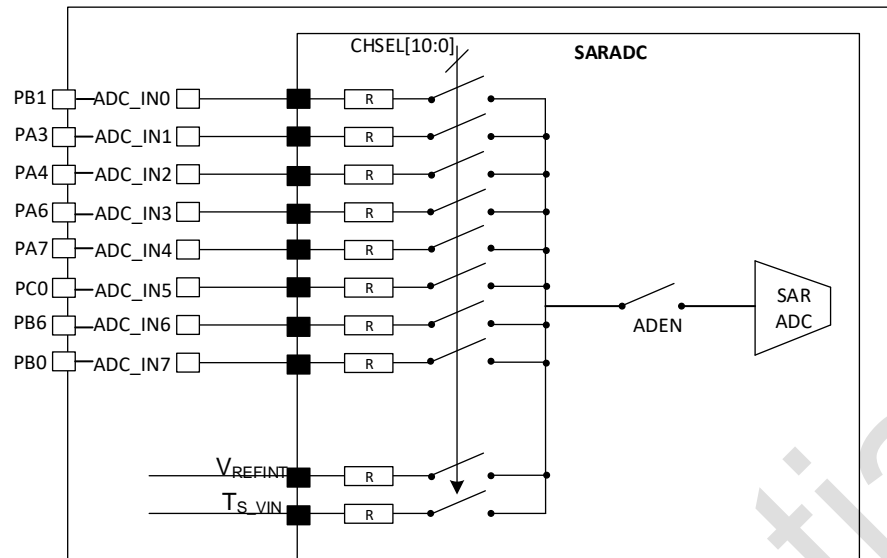 CHSEL[10:0]
SARADC
PB1 ADC_IN0 R
PA3 ADC_IN1 R
PA4 ADC_IN2 R
PA6 ADC_IN3 R
PA7 ADC_IN4 R
PC0 ADC_IN5 R
PB6 ADC_IN6 R
PB0 ADC_IN7 R
ADEN
SAR
ADC
VREFINT R
TS_VIN R